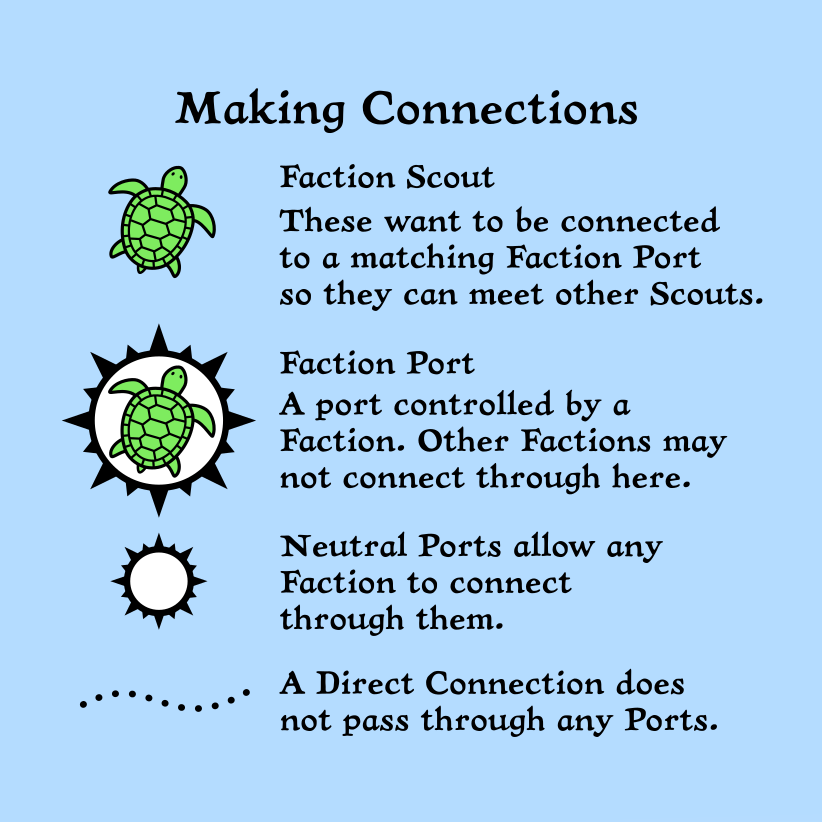 Making Connections
Faction Scout
These want to be connected
to a matching Faction Port
so they can meet other Scouts.
Faction Port
A port controlled by a
Faction. Other Factions may
not connect through here.
Neutral Ports allow any
Faction to connect
through them.
A Direct Connection does
not pass through any Ports.